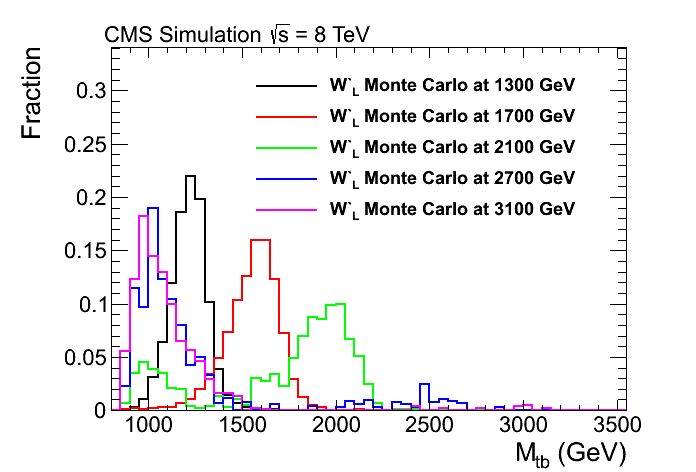 CMS Simulation √s = 8 TeV
Fraction
0.3
0.25
0.2
0.15
0.1
0.05
0
W`L Monte Carlo at 1300 GeV
W`L Monte Carlo at 1700 GeV
W`L Monte Carlo at 2100 GeV
W`L Monte Carlo at 2700 GeV
W`L Monte Carlo at 3100 GeV
1000 1500 2000 2500 3000 3500
Mtb (GeV)